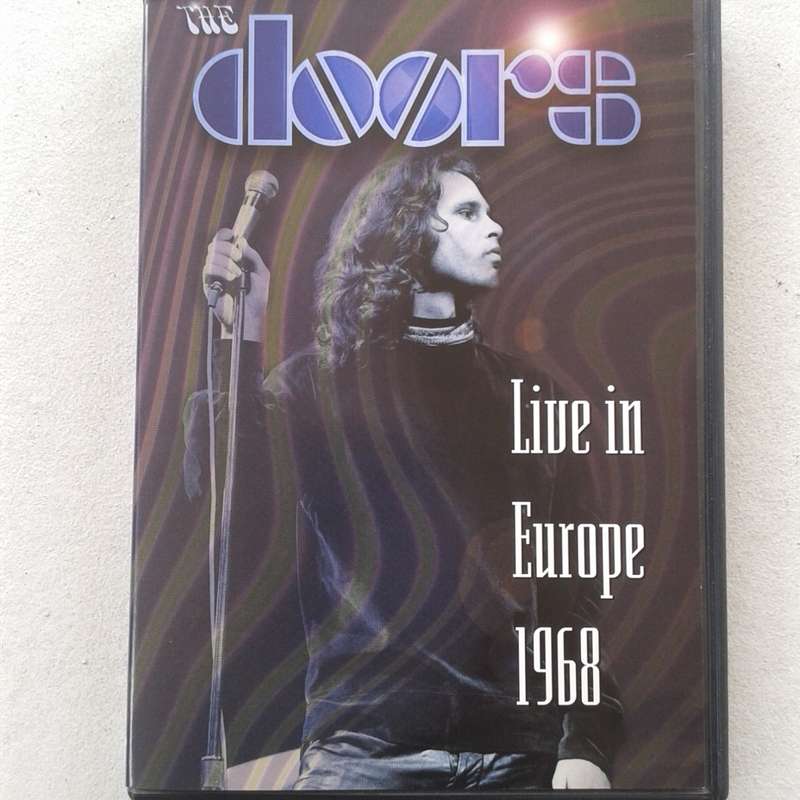 THE
doors
Live in
Europe
1968